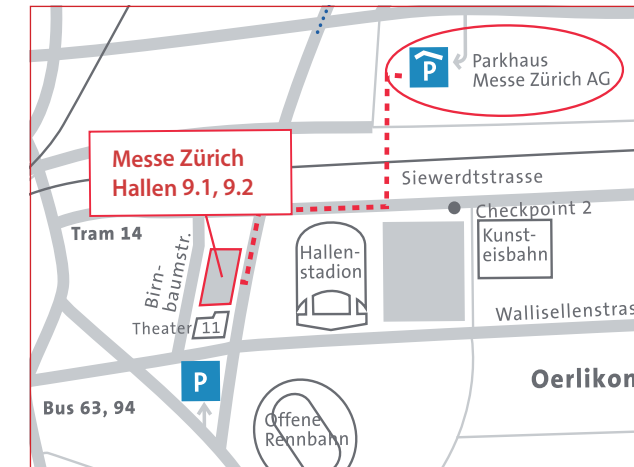 P
Parkhaus
Messe Zürich AG
Messe Zürich
Hallen 9.1, 9.2
Siewerdtstrasse
Checkpoint 2
Tram 14
Kunst-
eisbahn
Hallen-
stadion
Birn-
baumstr.
Wallisellenstras
Theater 11
P
Oerlikon
Bus 63, 94
Offene
Rennbahn